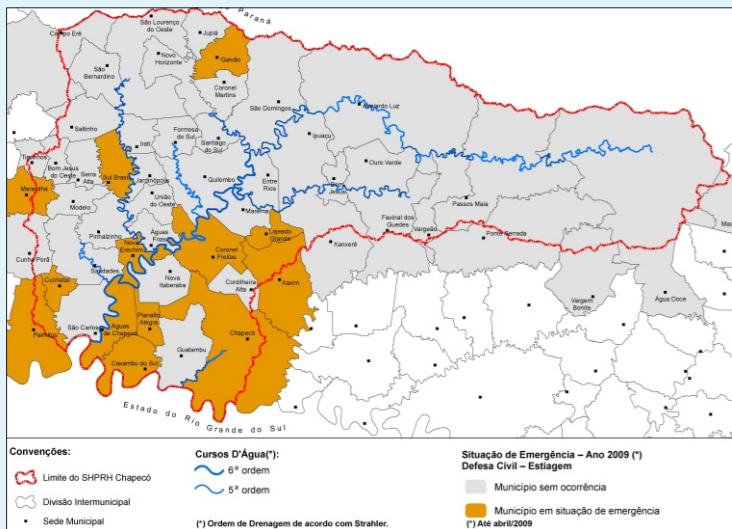 Paraná
São Lourenço do Oeste
Jupiá
Campo Erê
Galvão
Novo Horizonte
São Bernardino
Coronel Martins
São Domingos
Abelardo Luz
Saltinho
Formosa do Sul
Santiago do Sul
Ipuaçu
Irati
Tigrinhos
Bom Jesus do Oeste
Serra Alta
Sul Brasil
Jardinópolis
Quilombo
Entre Rios
Ouro Verde
Bom Jesus
Maravilha
União do Oeste
Modelo
Marema
Passos Maia
Pinhalzinho
Águas Frias
Lajeado Grande
Faxinal dos Guedes
Vargeão
Ponte Serrada
Nova Erechim
Coronel Freitas
Xanxerê
Cunha Porã
Saudades
Nova Itaberaba
Cordilheira Alta
Xaxim
Cunhataí
Vargem Bonita
Água Doce
Planalto Alegre
São Carlos
Águas de Chapecó
Palmitos
Chapecó
Guatambu
Caxambu do Sul
Estado do Rio Grande do Sul
Convenções:
Limite do SHPRH Chapecó
Divisão Intermunicipal
Sede Municipal
Cursos D'Água(*):
6ª ordem
5ª ordem
(*) Ordem de Drenagem de acordo com Strahler.
Situação de Emergência – Ano 2009 (*)
Defesa Civil – Estiagem
Município sem ocorrência
Município em situação de emergência
(*) Até abril/2009